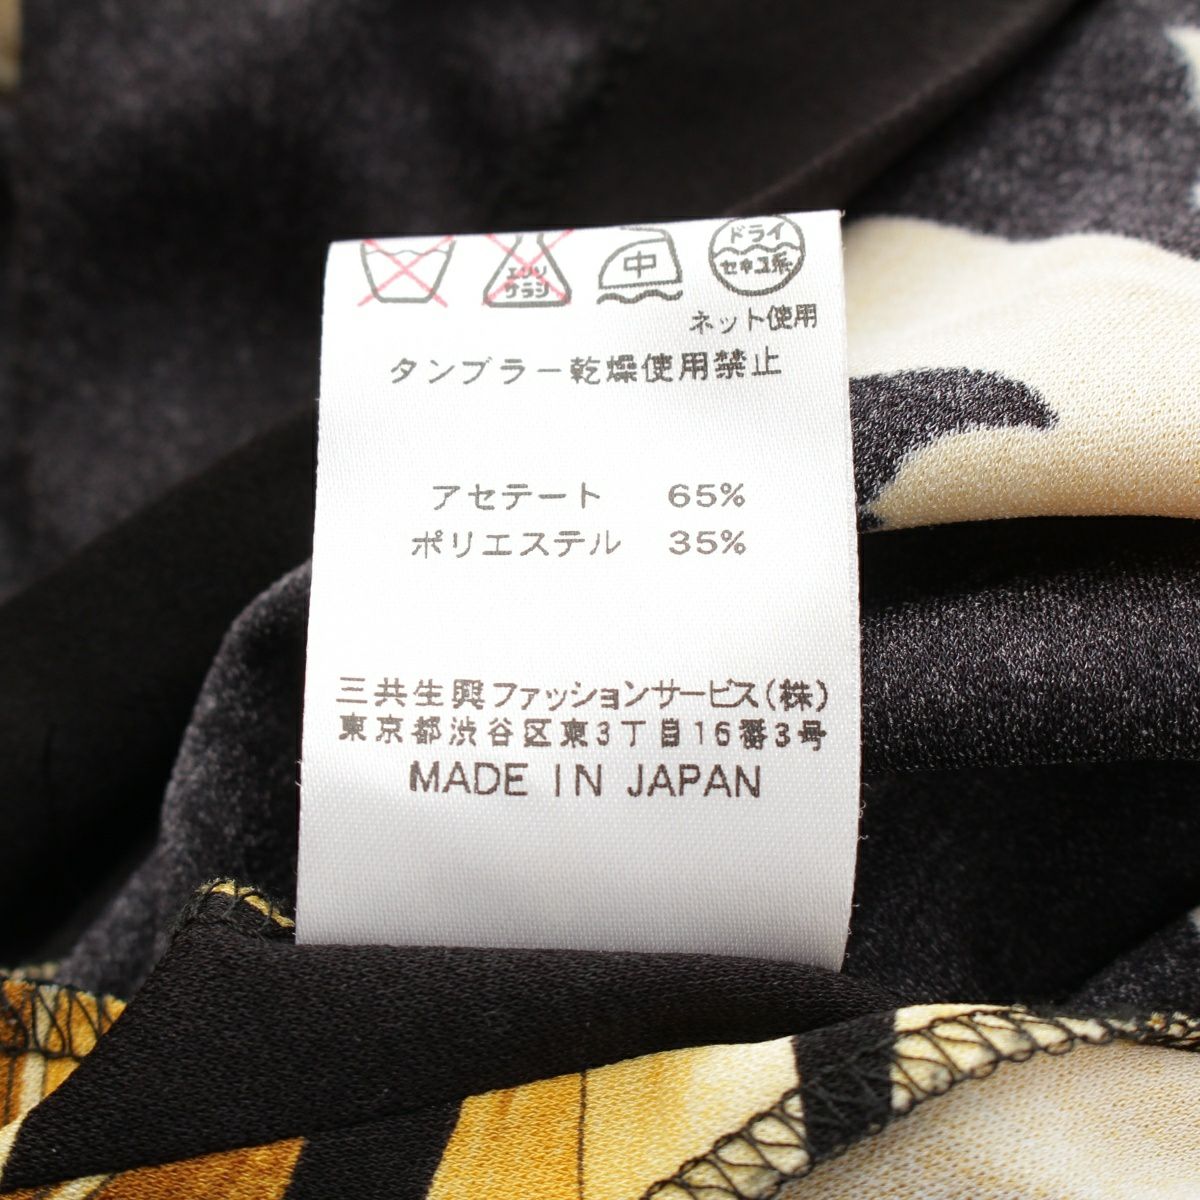 エンソ サラシ
中
ドライ
セキユ系
ネット使用
タンブラー乾燥使用禁止
アセテート 65%
ポリエステル 35%
三共生興ファッションサービス(株)
東京都渋谷区東3丁目16番3号
MADE IN JAPAN